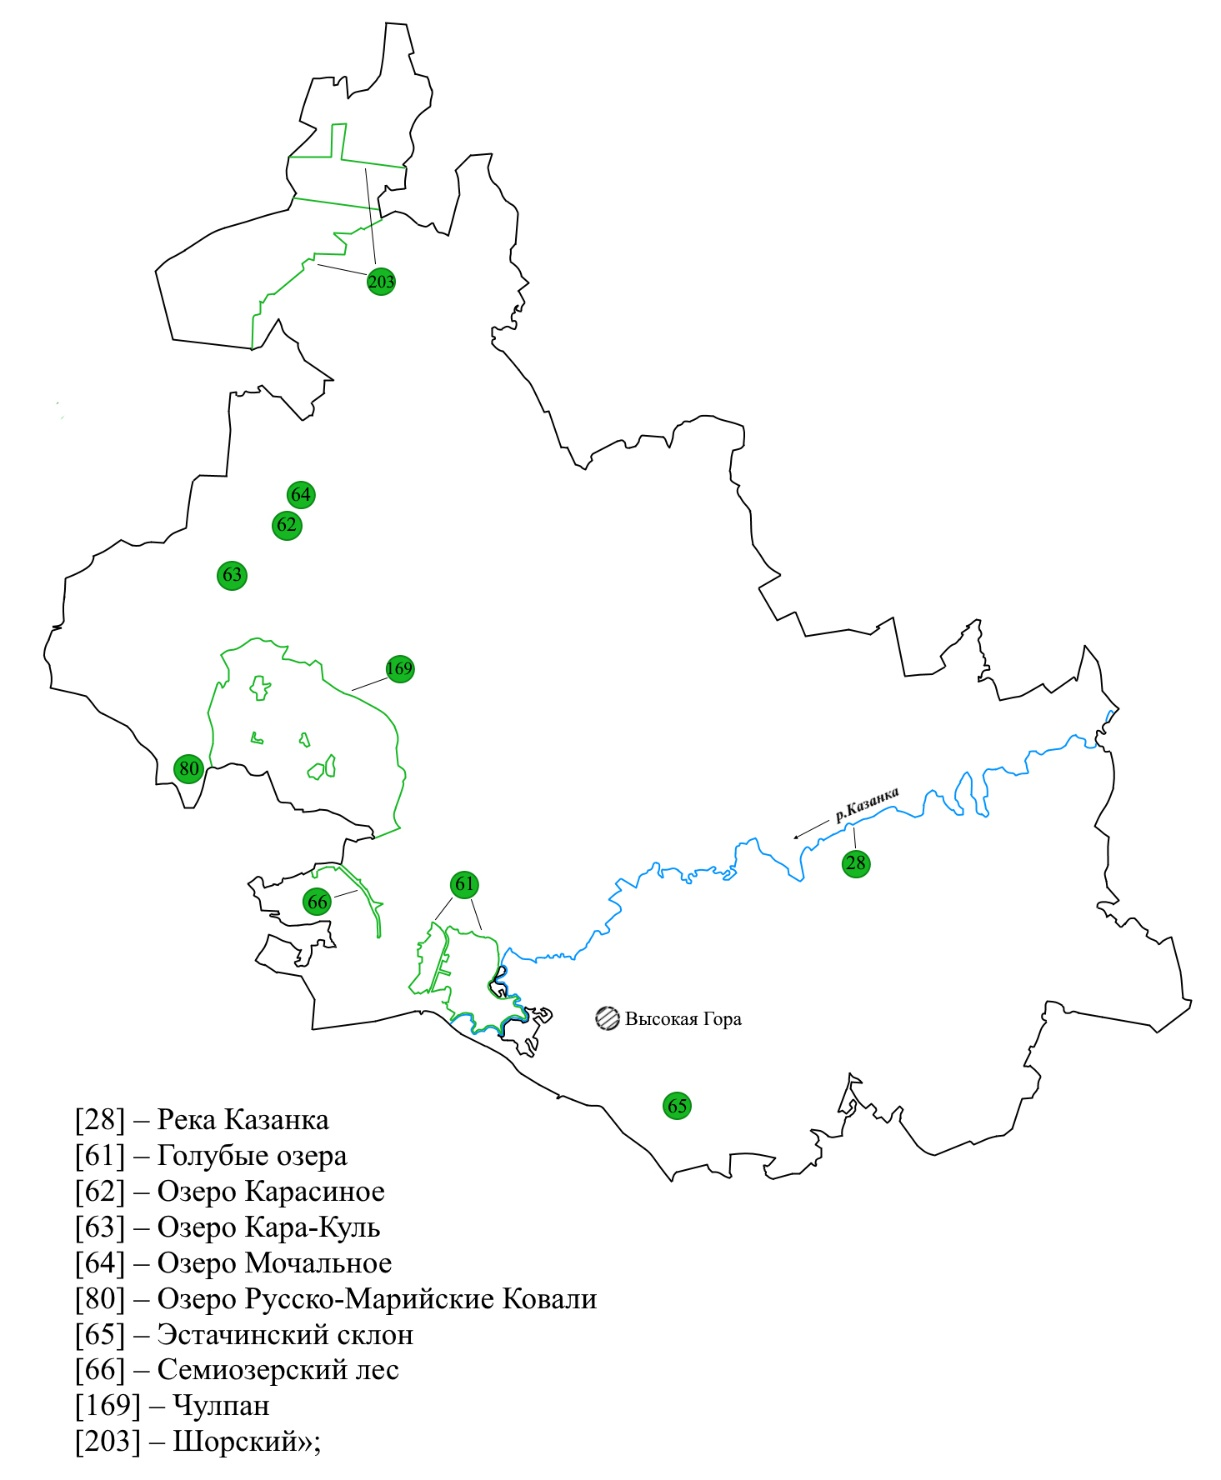 203
64
62
63
169
80
р.Казанка
28
61
66
Высокая Гора
65
[28] – Река Казанка
[61] – Голубые озера
[62] – Озеро Карасиное
[63] – Озеро Кара-Куль
[64] – Озеро Мочальное
[80] – Озеро Русско-Марийские Ковали
[65] – Эстачинский склон
[66] – Семиозерский лес
[169] – Чулпан
[203] – Шорский»;